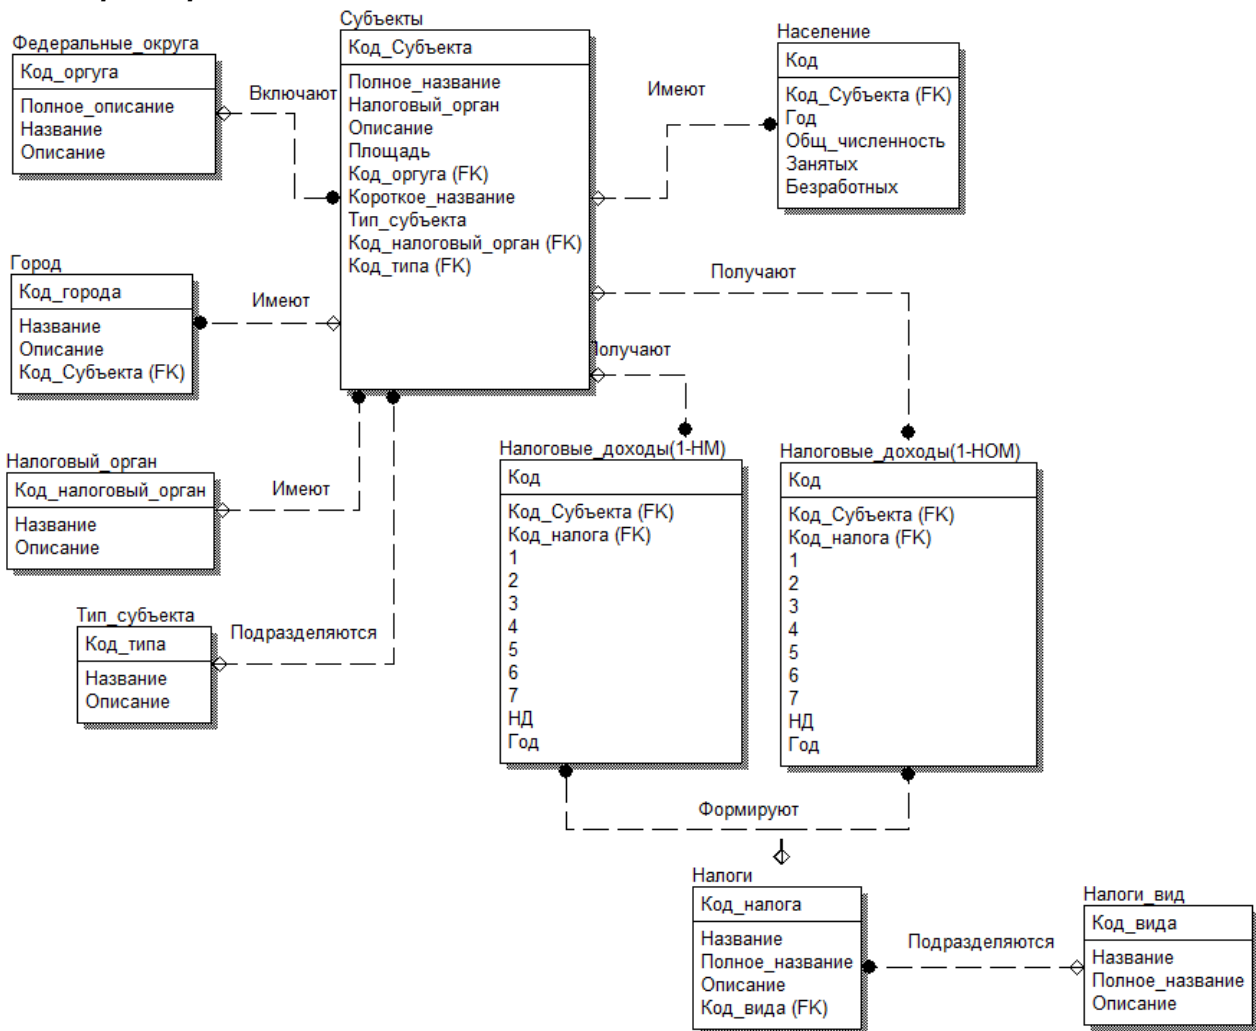 Федеральные_округа
Код_оргуга
Полное_описание
Название
Описание
Включают
Субъекты
Код_Субъекта
Полное_название
Налоговый_орган
Описание
Площадь
Код_оргуга (FK)
Короткое_название
Тип_субъекта
Код_налоговый_орган (FK)
Код_типа (FK)
Имеют
Население
Код
Код_Субъекта (FK)
Год
Общ_численность
Занятых
Безработных
Город
Код_города
Название
Описание
Код_Субъекта (FK)
Имеют
Получают
Получают
Налоговый_орган
Код_налоговый_орган
Название
Описание
Имеют
Тип_субъекта
Код_типа
Название
Описание
Подразделяются
Налоговые_доходы(1-НМ)
Код
Код_Субъекта (FK)
Код_налога (FK)
1
2
3
4
5
6
7
НД
Год
Налоговые_доходы(1-НОМ)
Код
Код_Субъекта (FK)
Код_налога (FK)
1
2
3
4
5
6
7
НД
Год
Формируют
Налоги
Код_налога
Название
Полное_название
Описание
Код_вида (FK)
Подразделяются
Налоги_вид
Код_вида
Название
Полное_название
Описание